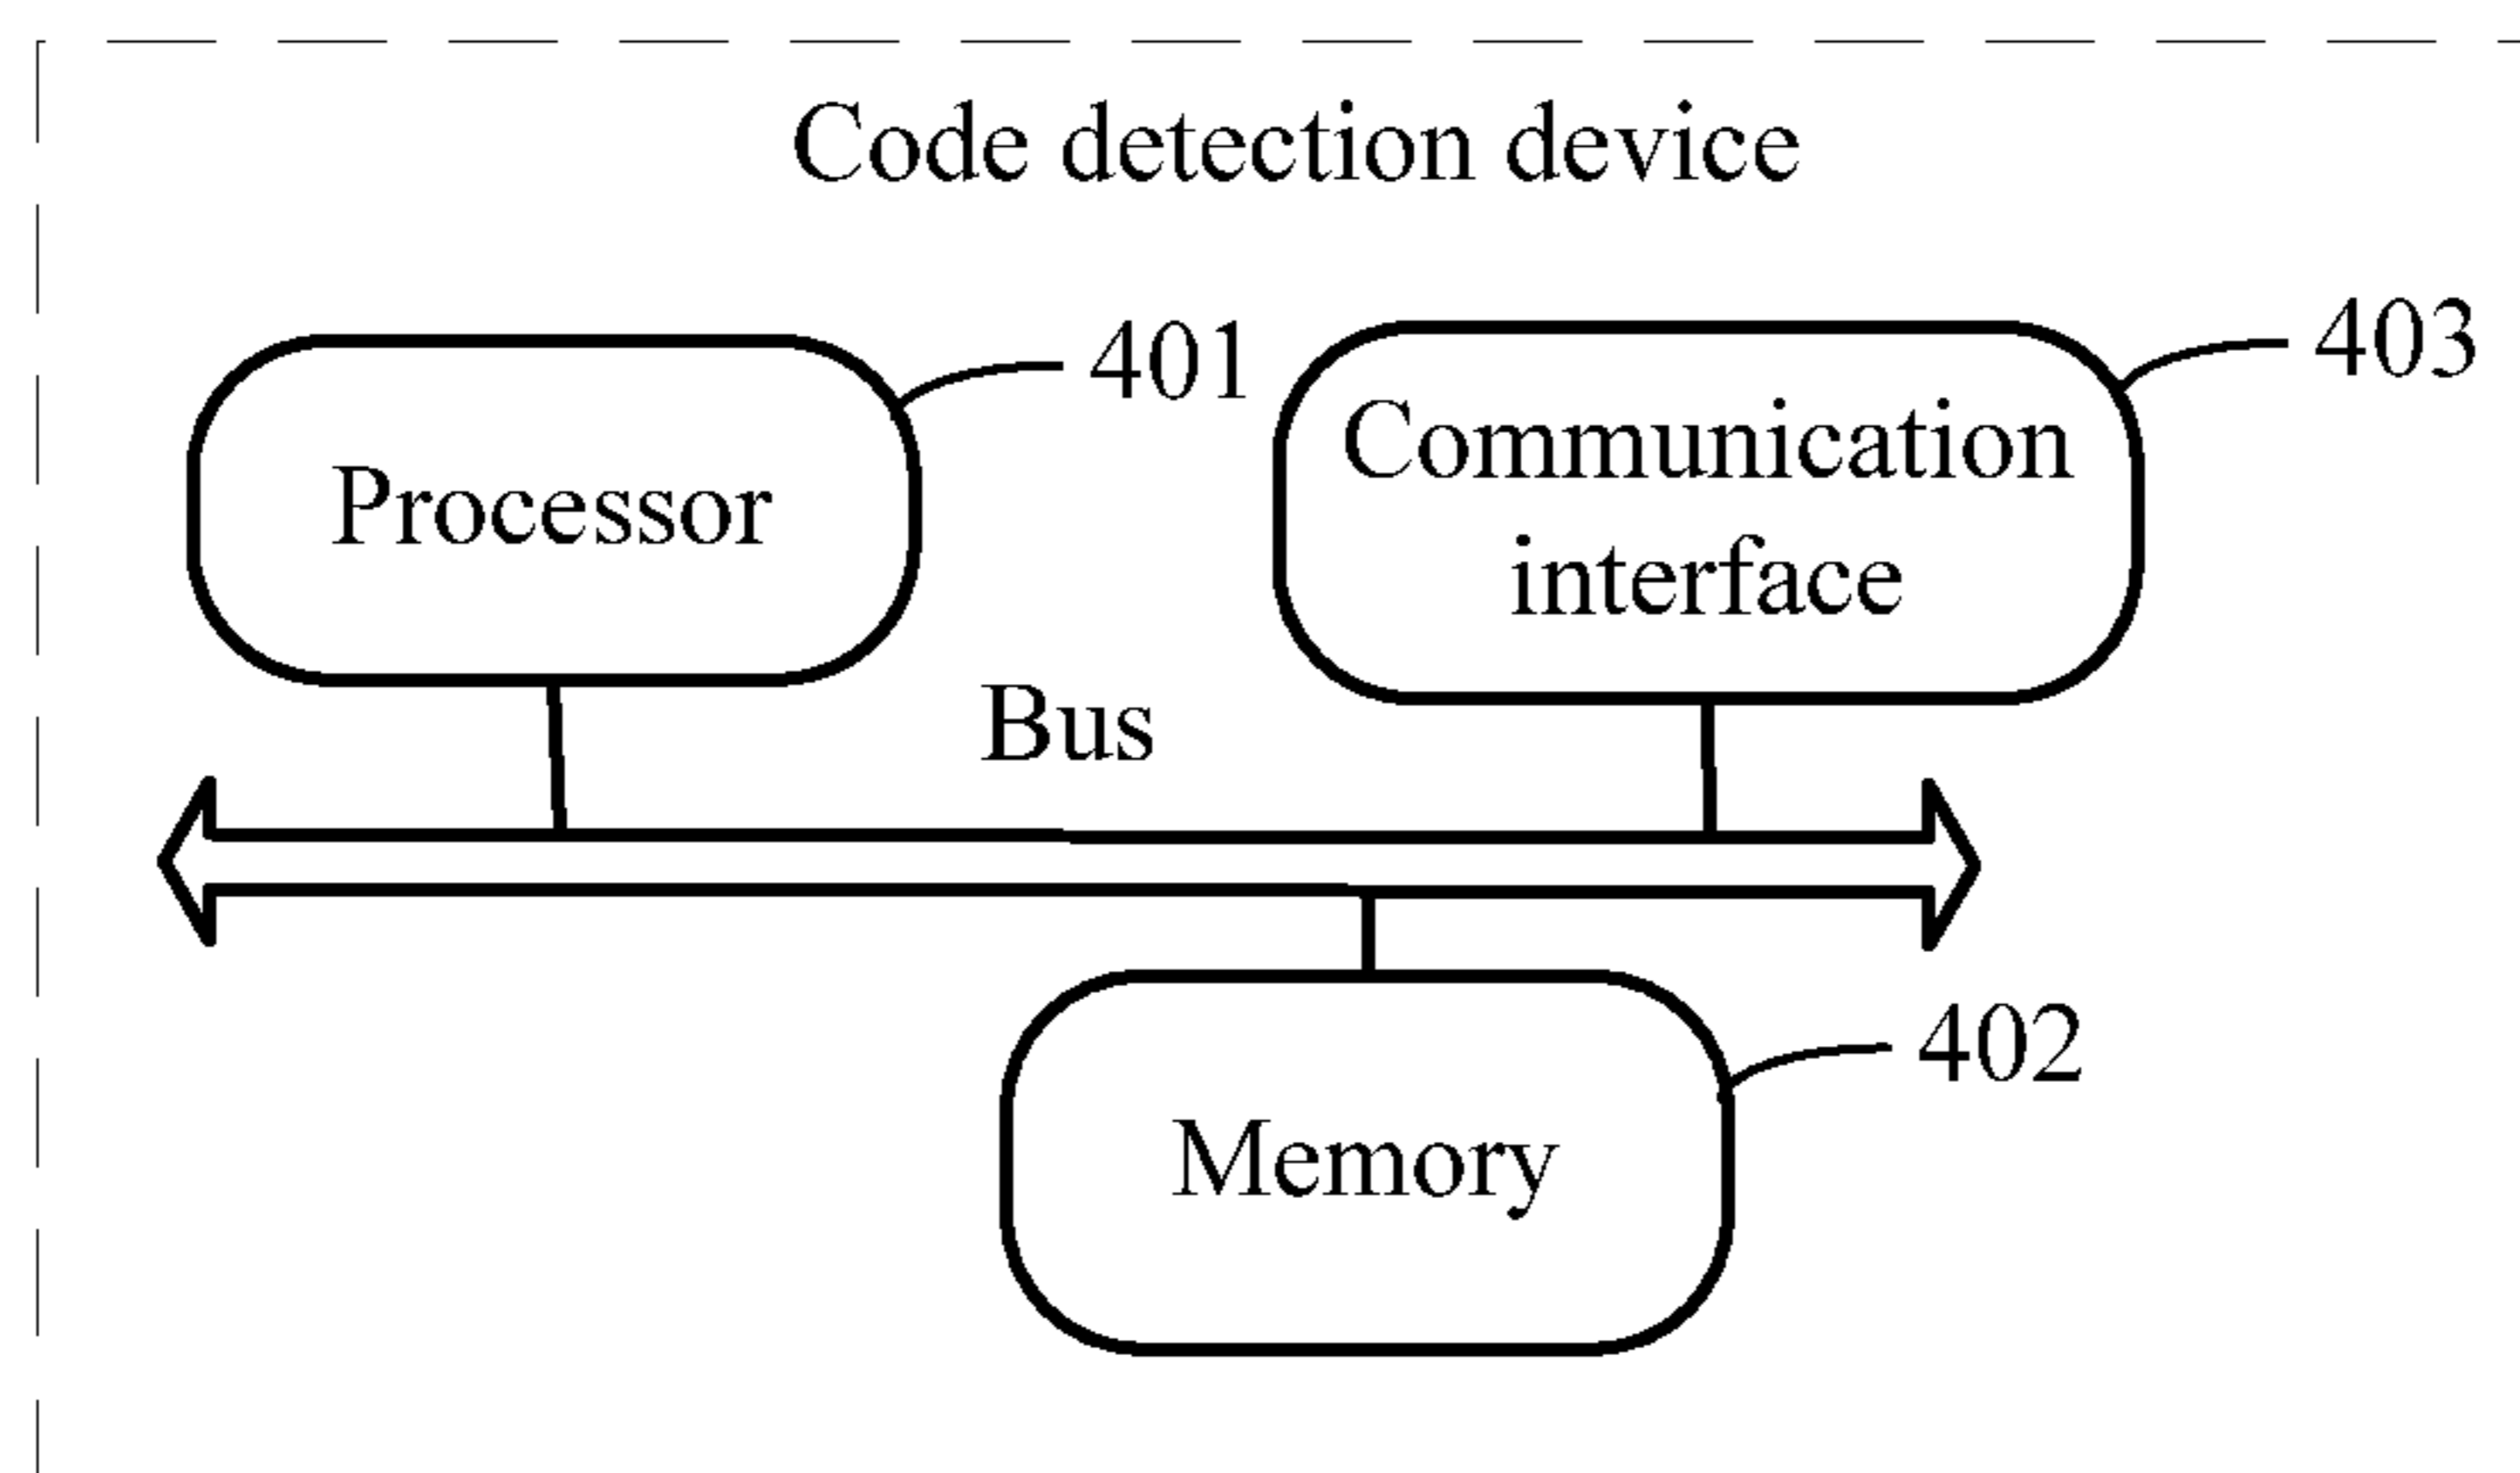 Code detection device
401
403
Processor
Communication
interface
Bus
402
Memory